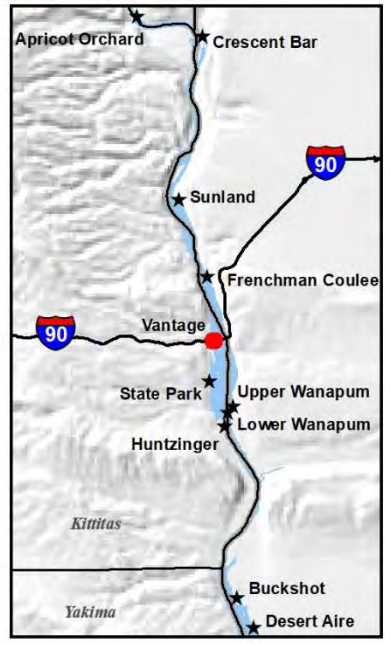 Apricot Orchard
Crescent Bar
90
Sunland
Frenchman Coulee
Vantage
90
State Park
Upper Wanapum
Lower Wanapum
Huntzinger
Kittitas
Buckshot
Yakima
Desert Aire